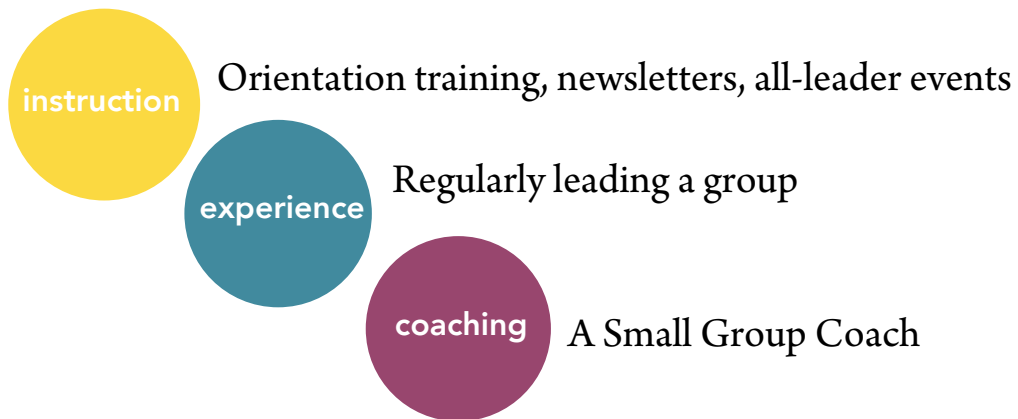 instruction
Orientation training, newsletters, all-leader events
experience
Regularly leading a group
coaching
A Small Group Coach